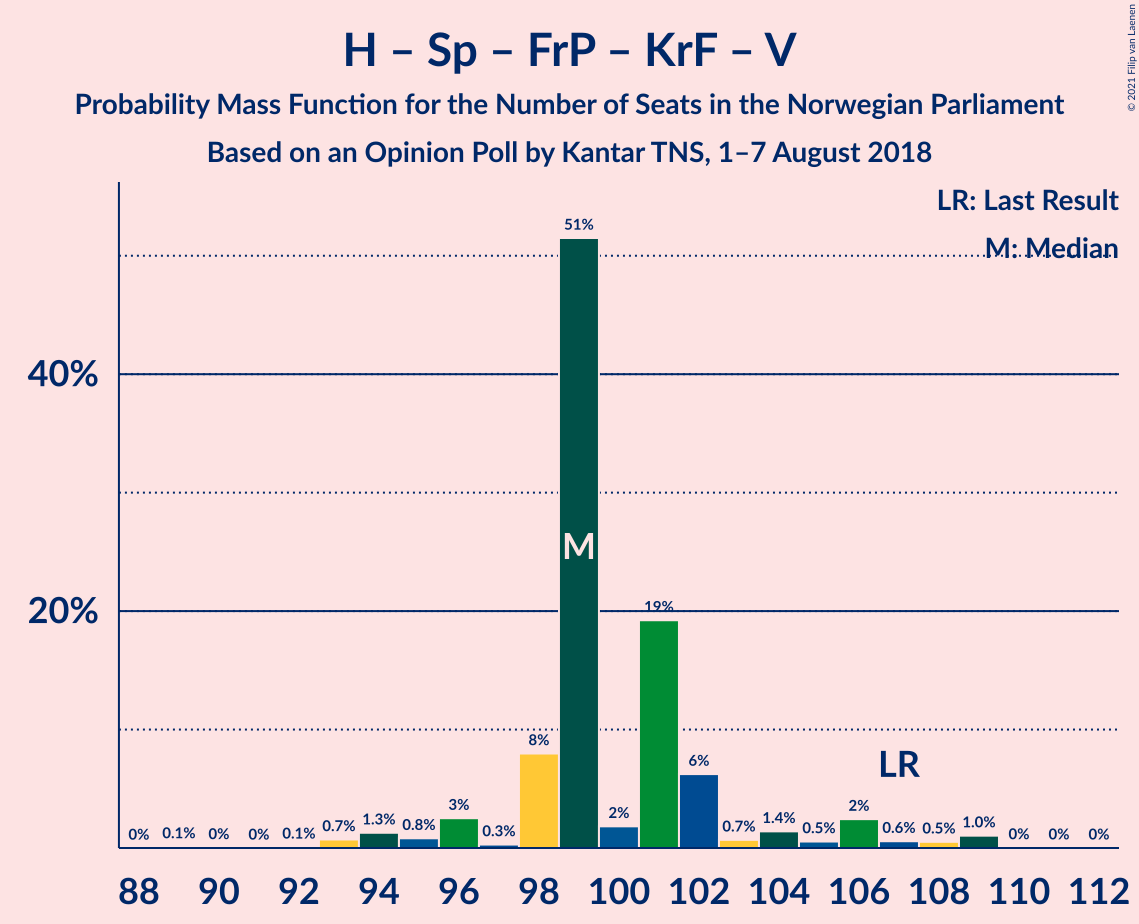 H – Sp – FrP – KrF – V
Probability Mass Function for the Number of Seats in the Norwegian Parliament
Based on an Opinion Poll by Kantar TNS, 1–7 August 2018
© 2021 Filip van Laenen
LR: Last Result
M: Median
51%
40%
M
20%
19%
8%
LR
6%
0% 0.1% 0% 0% 0.1% 0.7% 1.3% 0.8% 3% 0.3% 2% 0.7% 1.4% 0.5% 2% 0.6% 0.5% 1.0% 0% 0% 0%
88 90 92 94 96 98 100 102 104 106 108 110 112